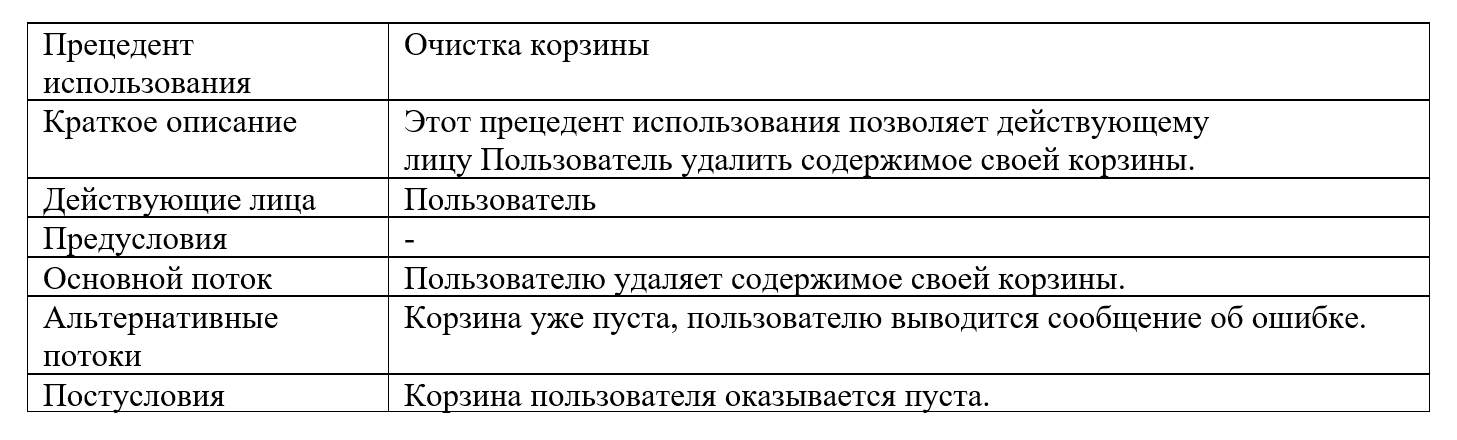 Прецедент использования
Очистка корзины
Краткое описание
Этот прецедент использования позволяет действующему
лицу Пользователь удалить содержимое своей корзины.
Действующие лица
Пользователь
Предусловия
-
Основной поток
Пользователю удаляет содержимое своей корзины.
Альтернативные
потоки
Корзина уже пуста, пользователю выводится сообщение об ошибке.
Постусловия
Корзина пользователя оказывается пуста.